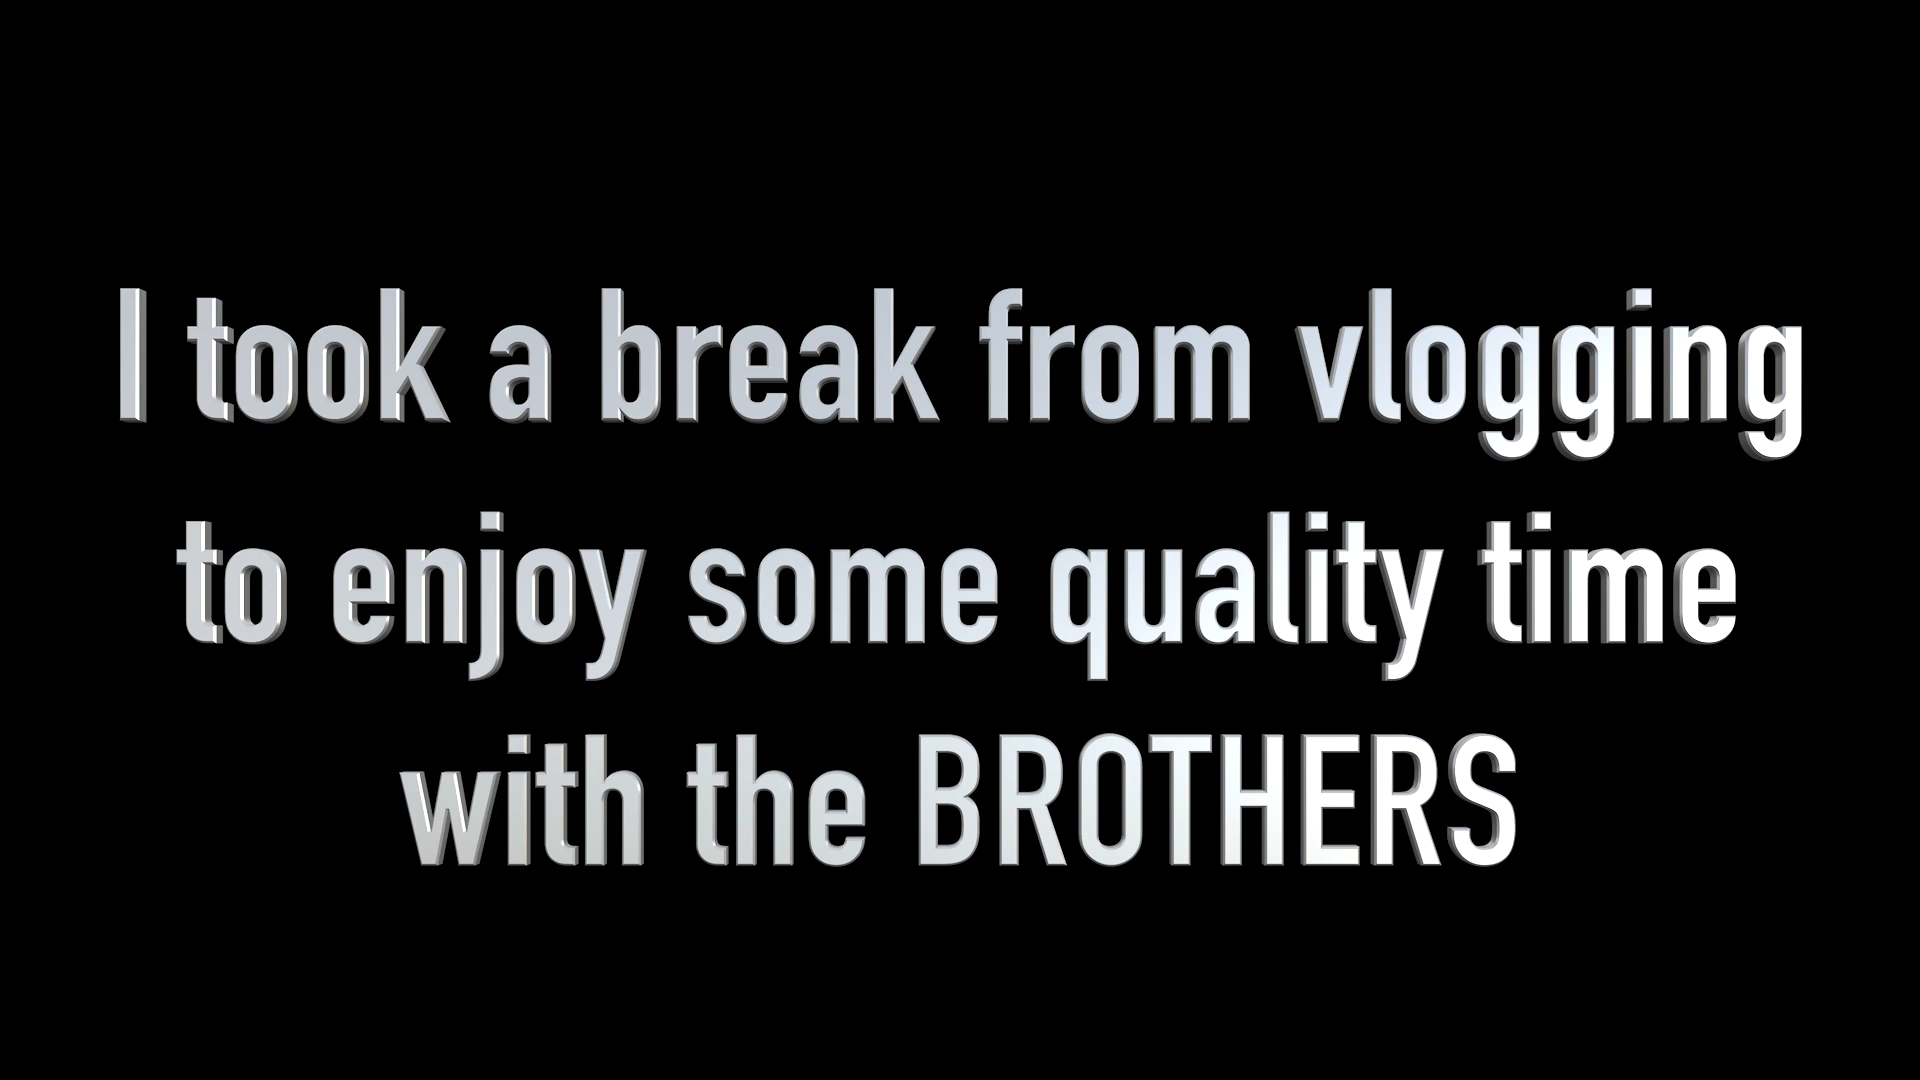 I took a break from vlogging
to enjoy some quality time
with the BROTHERS